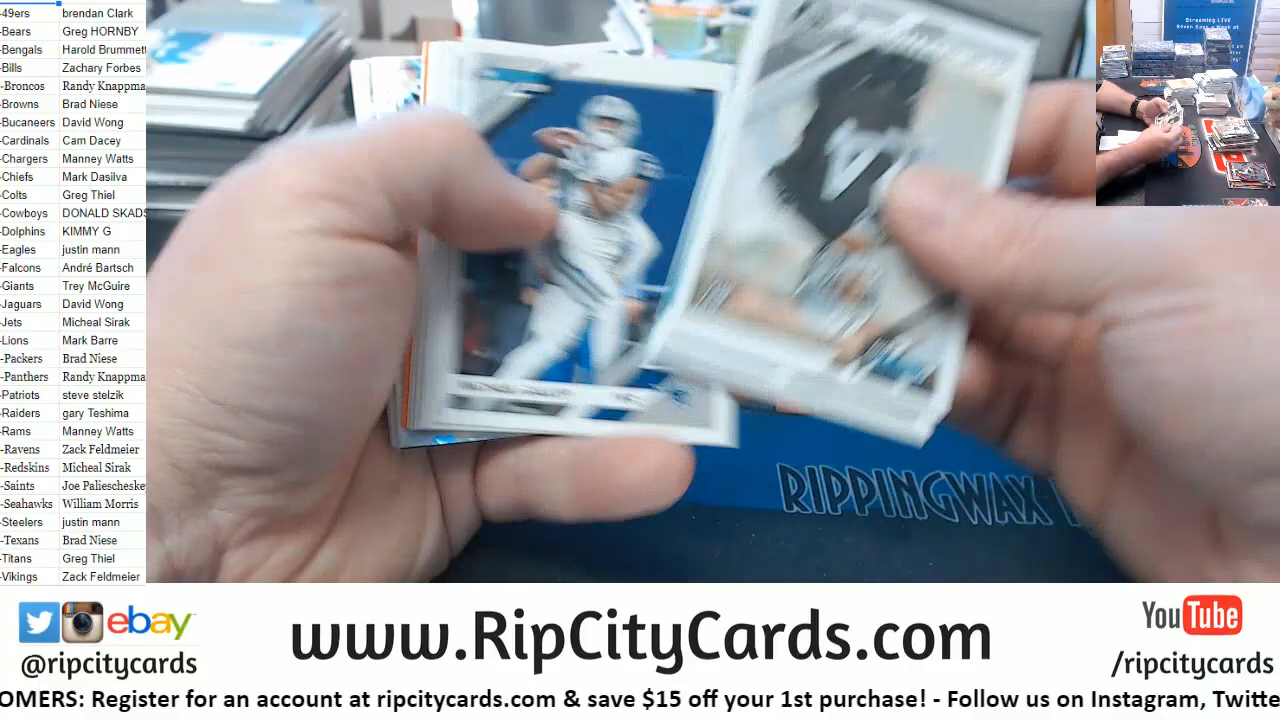 -49ers brendan Clark
-Bears Greg HORNBY
-Bengals Harold Brummett
-Bills Zachary Forbes
-Broncos Randy Knappma
-Browns Brad Niese
-Bucaneers David Wong
-Cardinals Cam Dacey
-Chargers Manney Watts
-Chiefs Mark Dasilva
-Colts Greg Thiel
-Cowboys DONALD SKADS
-Dolphins KIMMY G
-Eagles justin mann
-Falcons André Bartsch
-Giants Trey McGuire
-Jaguars David Wong
-Jets Micheal Sirak
-Lions Mark Barre
-Packers Brad Niese
-Panthers Randy Knappma
-Patriots steve stelzik
-Raiders gary Teshima
-Rams Manney Watts
-Ravens Zack Feldmeier
-Redskins Micheal Sirak
-Saints Joe Paliescheske
-Seahawks William Morris
-Steelers justin mann
-Texans Brad Niese
-Titans Greg Thiel
-Vikings Zack Feldmeier
Streaming LIVE
Seven Days a Week at
RIPPINGWAX
ebay
@ripcitycards
www.RipCityCards.com
YouTube
/ripcitycards
OMERS: Register for an account at ripcitycards.com & save $15 off your 1st purchase! - Follow us on Instagram, Twitte